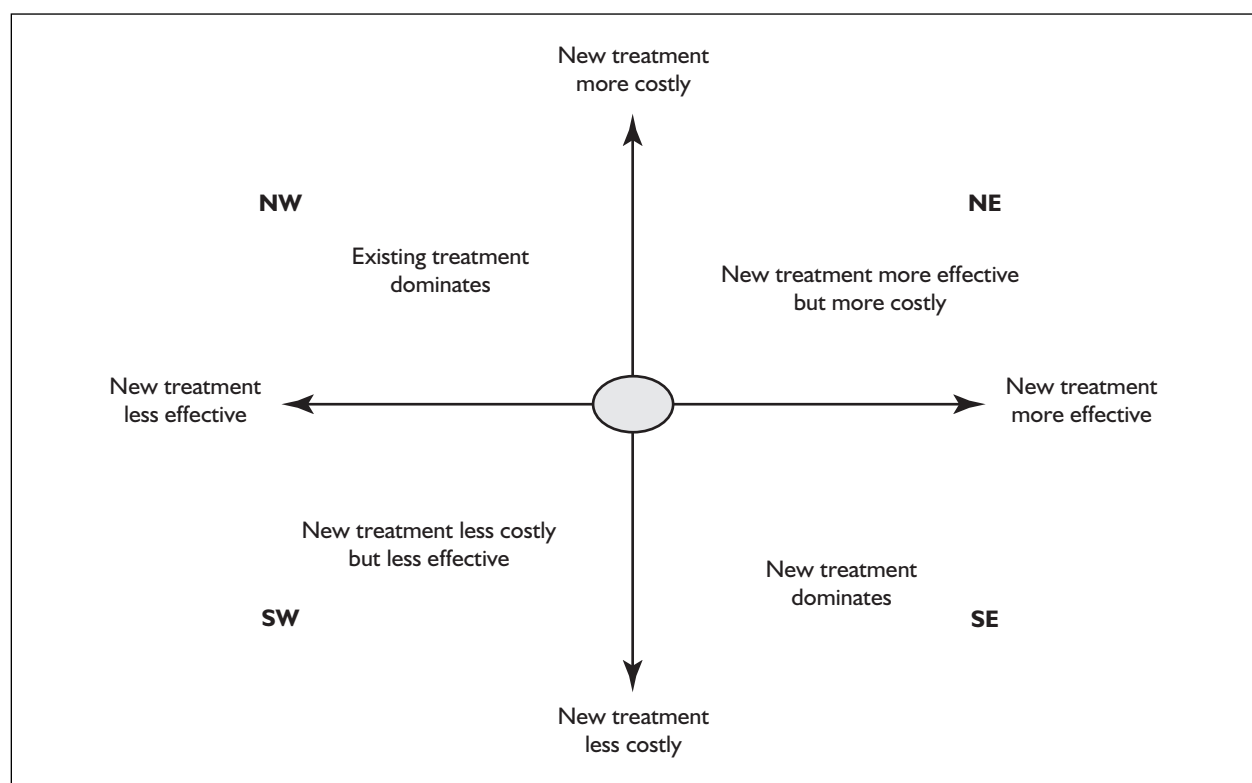 New treatment
more costly
NW
NE
Existing treatment
dominates
New treatment more effective
but more costly
New treatment
less effective
New treatment
more effective
New treatment less costly
but less effective
New treatment
dominates
SW
SE
New treatment
less costly